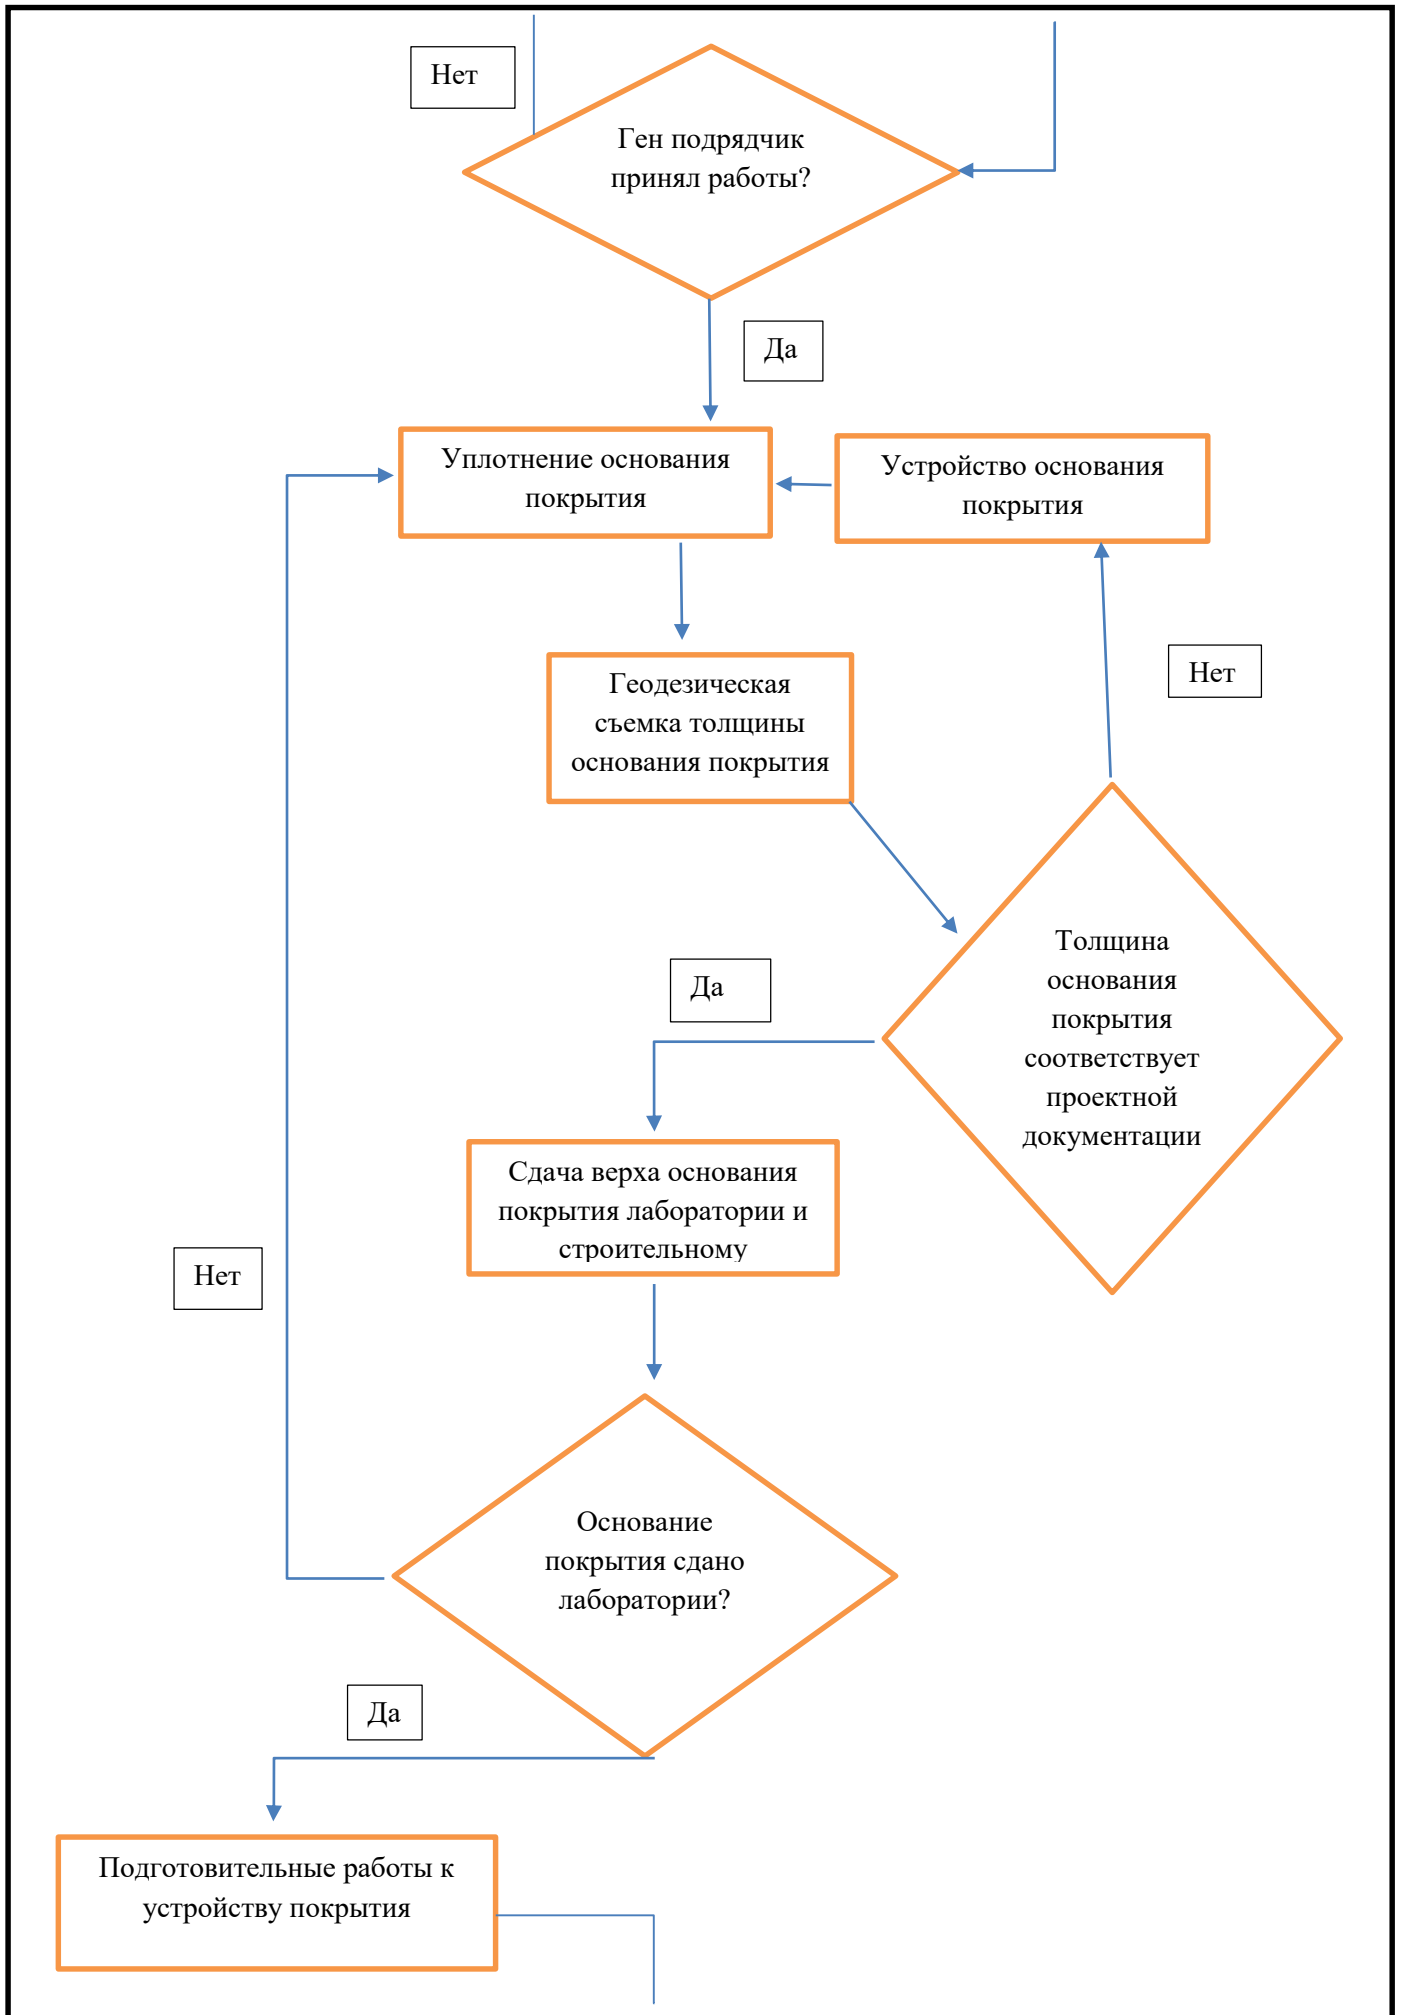 Нет
Ген подрядчик
принял работы?
Да
Уплотнение основания
покрытия
Устройство основания
покрытия
Геодезическая
съемка толщины
основания покрытия
Нет
Толщина
основания
покрытия
соответствует
проектной
документации
Да
Сдача верха основания
покрытия лаборатории и
строительному
Нет
Основание
покрытия сдано
лаборатории?
Да
Подготовительные работы к
устройству покрытия